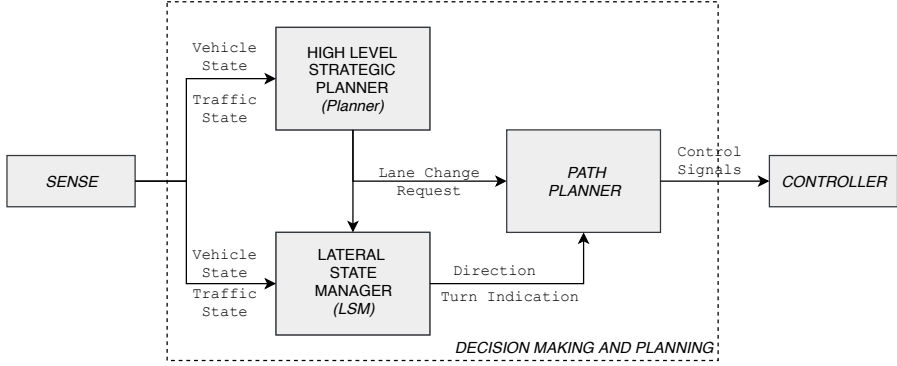 Vehicle
State
Traffic
State
HIGH LEVEL
STRATEGIC
PLANNER
(Planner)
SENSE
Lane Change
Request
PATH
PLANNER
Control
Signals
CONTROLLER
Vehicle
State
Traffic
State
LATERAL
STATE
MANAGER
(LSM)
Direction
Turn Indication
DECISION MAKING AND PLANNING